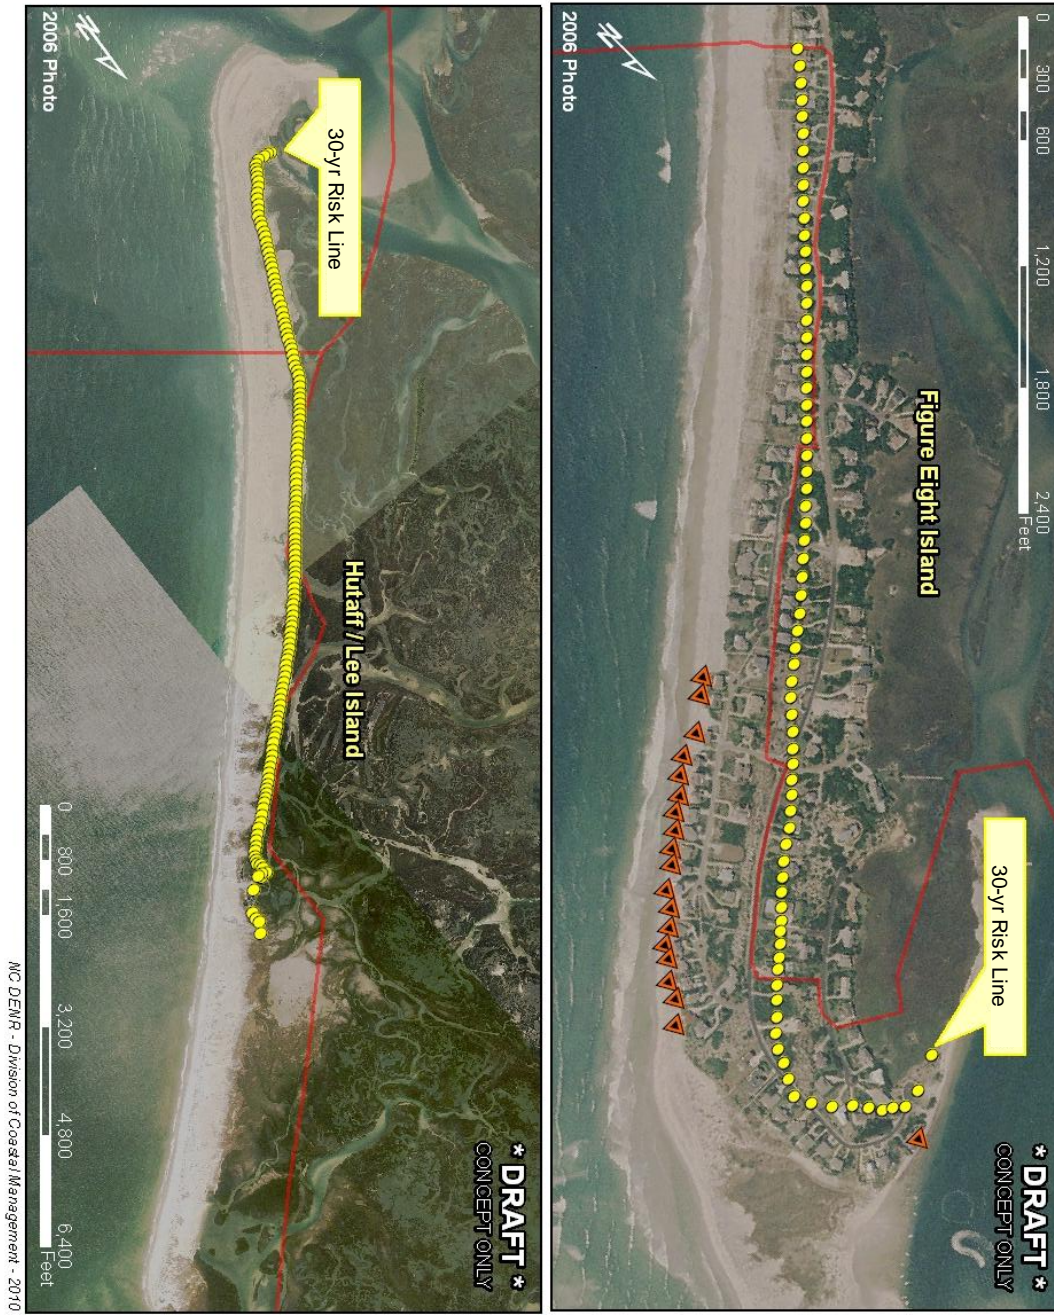 0 300 600 1,200 1,800 2,400
Feet
* DRAFT *
CONCEPT ONLY
30-yr Risk Line
Figure Eight Island
2006 Photo
N
* DRAFT *
CONCEPT ONLY
30-yr Risk Line
Hutaff / Lee Island
2006 Photo
N
0 800 1,600 3,200 4,800 6,400
Feet
NC DENR - Division of Coastal Management - 2010